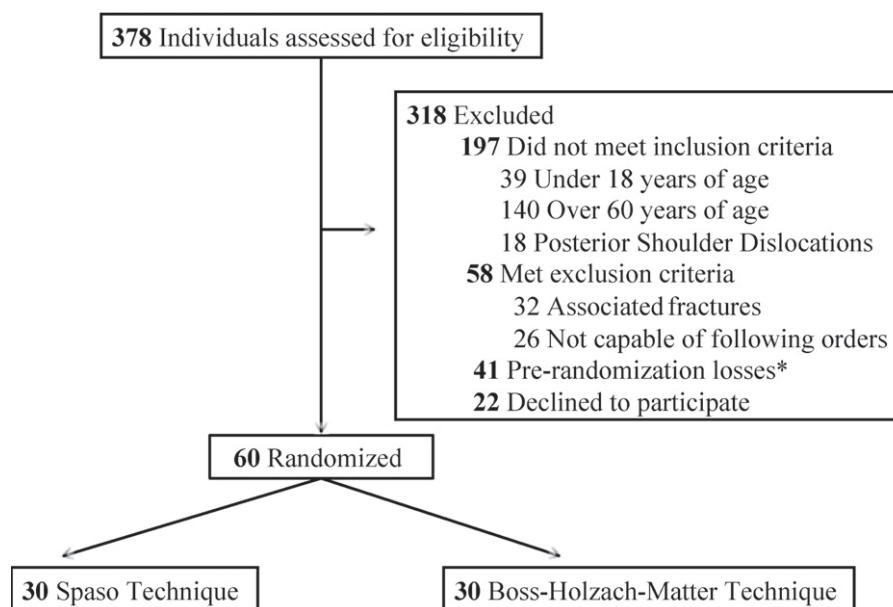 378 Individuals assessed for eligibility
318 Excluded
197 Did not meet inclusion criteria
39 Under 18 years of age
140 Over 60 years of age
18 Posterior Shoulder Dislocations
58 Met exclusion criteria
32 Associated fractures
26 Not capable of following orders
41 Pre-randomization losses*
22 Declined to participate
60 Randomized
30 Spaso Technique
30 Boss-Holzach-Matter Technique